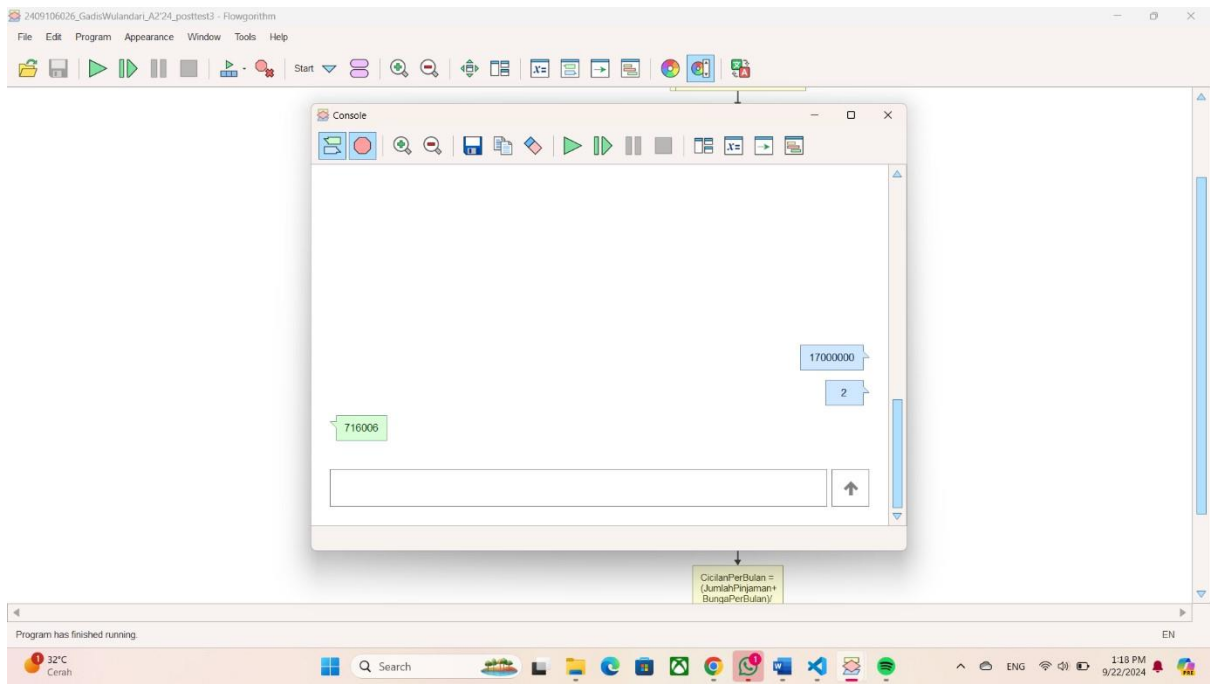 2409106026_GadisWulandari_A2'24_posttest3 - Flowgorithm
File Edit Program Appearance Window Tools Help
Start
Console
x=
17000000
2
716006
CicilanPerBulan =
(JumlahPinjaman+
BungaPerBulan)/
Program has finished running.
EN
32°C
Cerah
Search
ENG
1:18 PM
9/22/2024